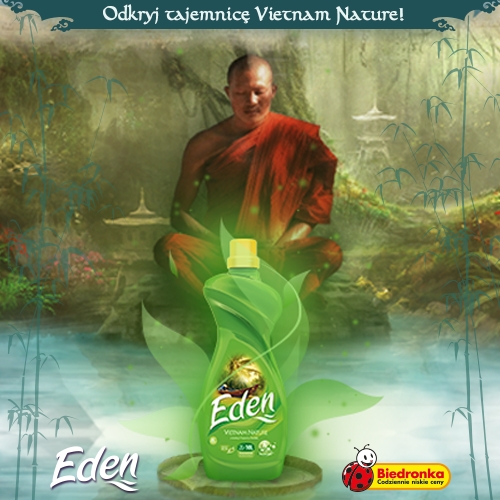 Odkryj tajemnicę Vietnam Nature!
Eden
VIETNAM NATURE
Eden
Biedronka
Codziennie niskie ceny